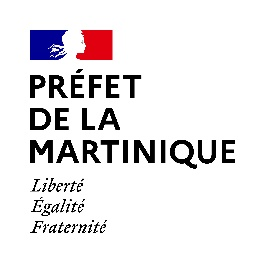 PRÉFET
DE LA
MARTINIQUE
Liberté
Égalité
Fraternité